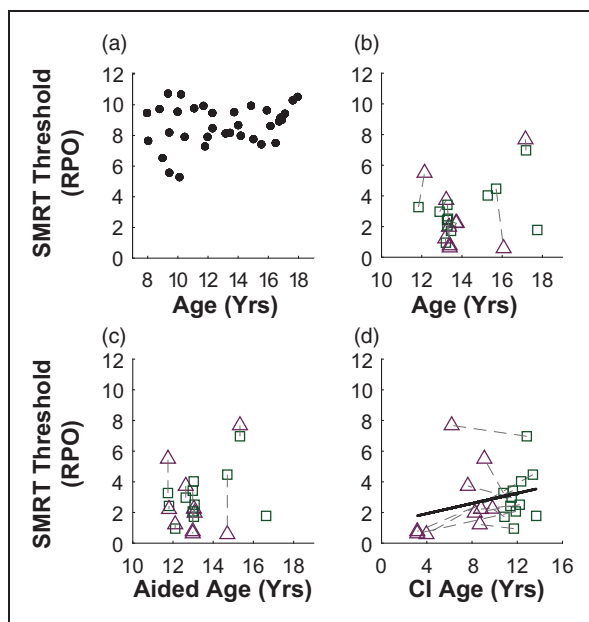 (a)
SMRT Threshold
(RPO)
12
10
8
6
4
2
0
8 10 12 14 16 18
Age (Yrs)
(b)
12
10
8
6
4
2
0
10 12 14 16 18
Age (Yrs)
(c)
SMRT Threshold
(RPO)
12
10
8
6
4
2
0
10 12 14 16 18
Aided Age (Yrs)
(d)
12
10
8
6
4
2
0
0 4 8 12 16
CI Age (Yrs)